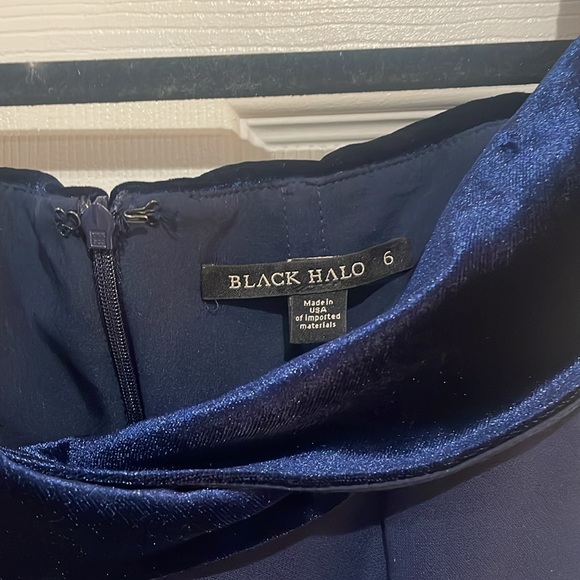 BLACK HALO 6
Made in
USA
of imported
materials